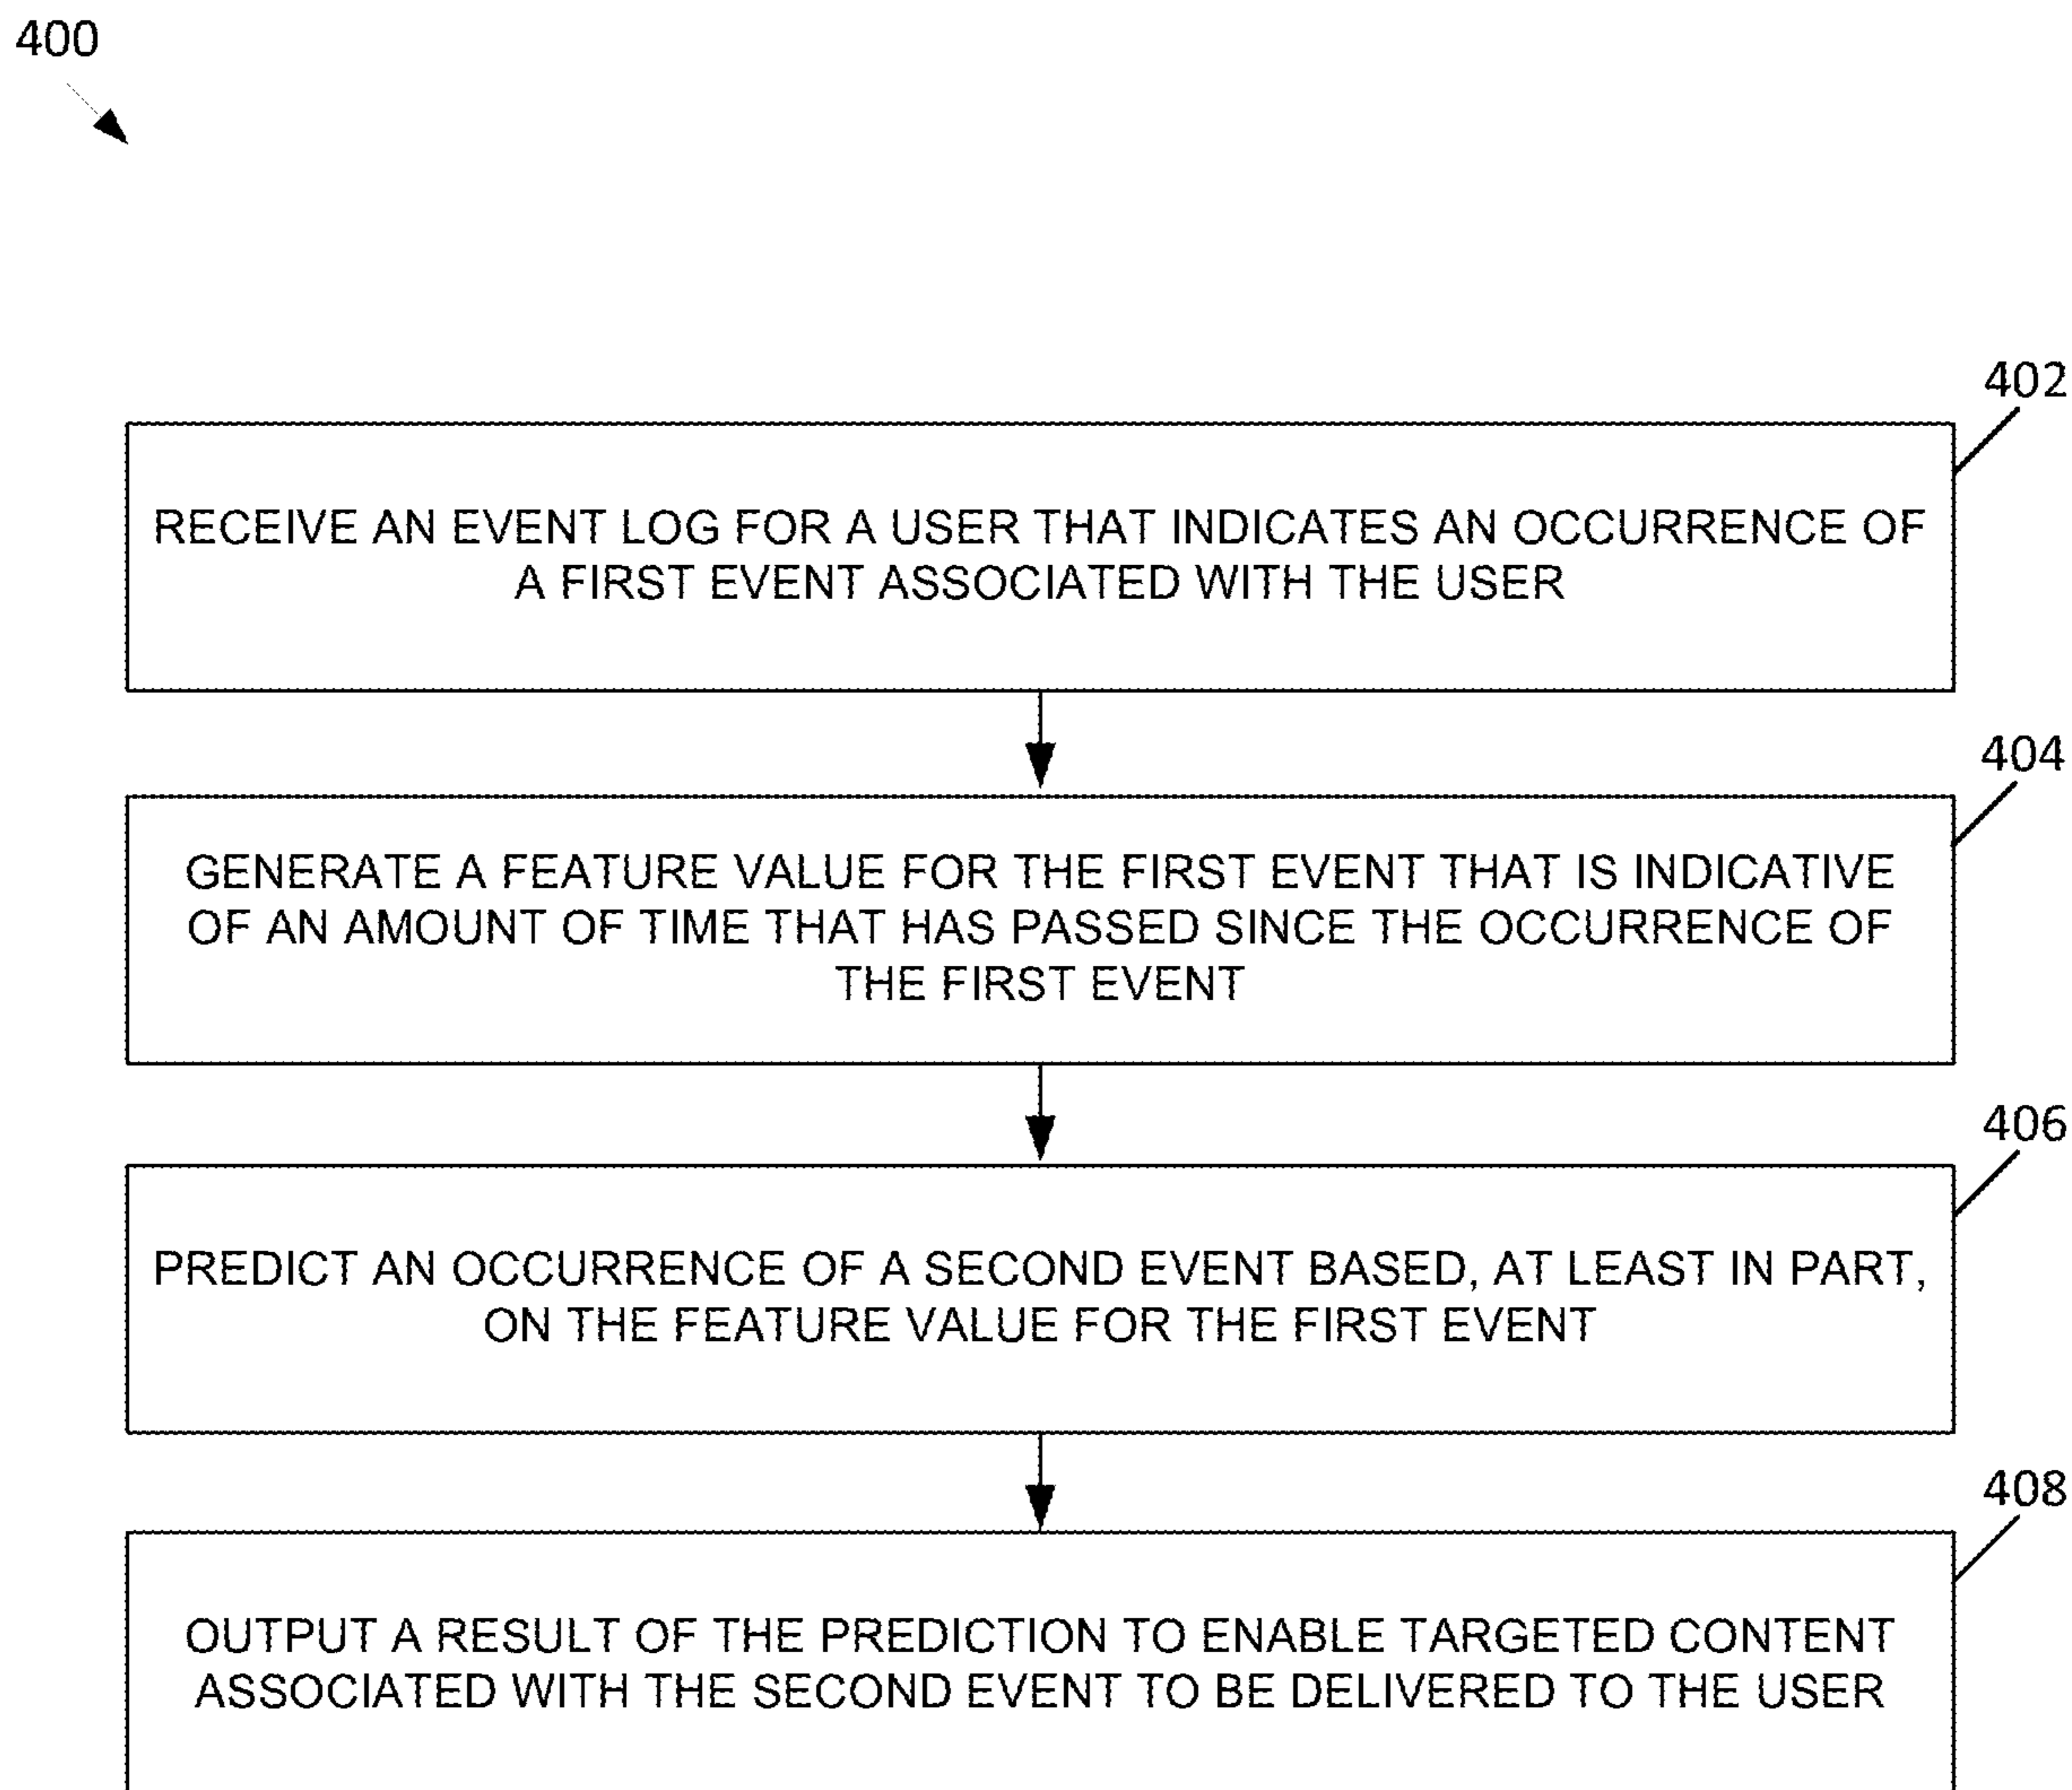 400
402
RECEIVE AN EVENT LOG FOR A USER THAT INDICATES AN OCCURRENCE OF
A FIRST EVENT ASSOCIATED WITH THE USER
404
GENERATE A FEATURE VALUE FOR THE FIRST EVENT THAT IS INDICATIVE
OF AN AMOUNT OF TIME THAT HAS PASSED SINCE THE OCCURRENCE OF
THE FIRST EVENT
406
PREDICT AN OCCURRENCE OF A SECOND EVENT BASED, AT LEAST IN PART,
ON THE FEATURE VALUE FOR THE FIRST EVENT
408
OUTPUT A RESULT OF THE PREDICTION TO ENABLE TARGETED CONTENT
ASSOCIATED WITH THE SECOND EVENT TO BE DELIVERED TO THE USER